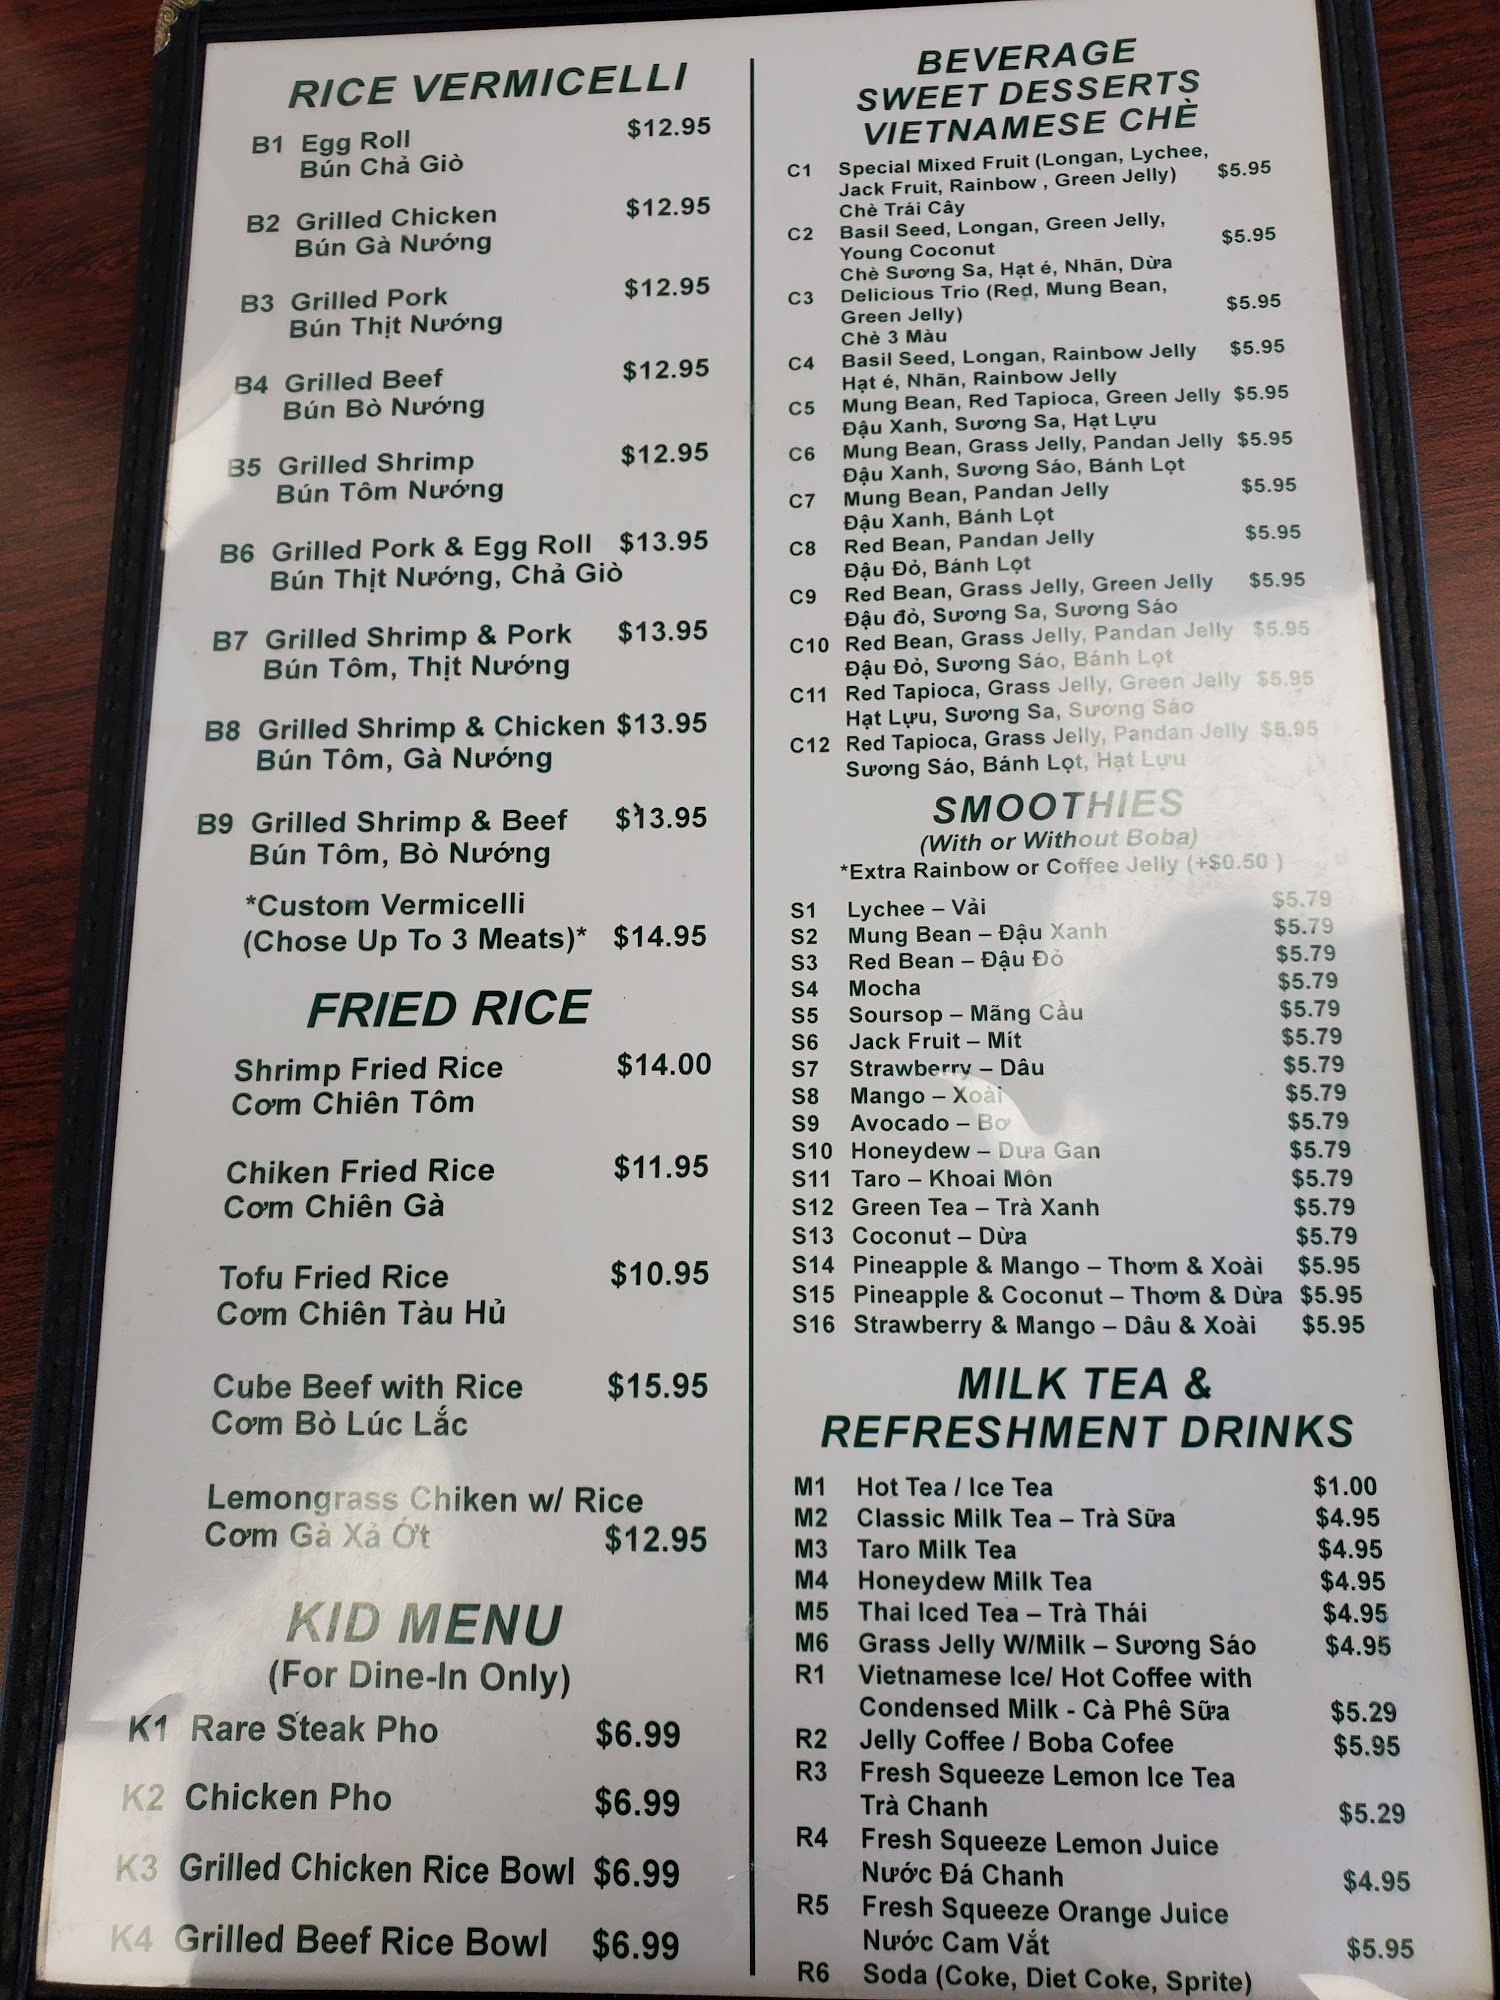 RICE VERMICELLI
B1 Egg Roll $12.95
Bún Chả Giò
B2 Grilled Chicken $12.95
Bún Gà Nướng
B3 Grilled Pork $12.95
Bún Thịt Nướng
B4 Grilled Beef $12.95
Bún Bò Nướng
B5 Grilled Shrimp $12.95
Bún Tôm Nướng
B6 Grilled Pork & Egg Roll $13.95
Bún Thịt Nướng, Chả Giò
B7 Grilled Shrimp & Pork $13.95
Bún Tôm, Thịt Nướng
B8 Grilled Shrimp & Chicken $13.95
Bún Tôm, Gà Nướng
B9 Grilled Shrimp & Beef $13.95
Bún Tôm, Bò Nướng
*Custom Vermicelli
(Chose Up To 3 Meats)* $14.95
FRIED RICE
Shrimp Fried Rice $14.00
Cơm Chiên Tôm
Chiken Fried Rice $11.95
Cơm Chiên Gà
Tofu Fried Rice $10.95
Cơm Chiên Tàu Hủ
Cube Beef with Rice $15.95
Cơm Bò Lúc Lắc
Lemongrass Chiken w/ Rice
Cơm Gà Xả Ớt $12.95
KID MENU
(For Dine-In Only)
K1 Rare Steak Pho $6.99
K2 Chicken Pho $6.99
K3 Grilled Chicken Rice Bowl $6.99
K4 Grilled Beef Rice Bowl $6.99
BEVERAGE
SWEET DESSERTS
VIETNAMESE CHÈ
C1 Special Mixed Fruit (Longan, Lychee,
Jack Fruit, Rainbow , Green Jelly) $5.95
Chè Trái Cây
C2 Basil Seed, Longan, Green Jelly,
Young Coconut $5.95
Chè Sương Sa, Hạt é, Nhãn, Dừa
C3 Delicious Trio (Red, Mung Bean,
Green Jelly) $5.95
Chè 3 Màu
C4 Basil Seed, Longan, Rainbow Jelly $5.95
Hạt é, Nhãn, Rainbow Jelly
C5 Mung Bean, Red Tapioca, Green Jelly $5.95
Đậu Xanh, Sương Sa, Hạt Lựu
C6 Mung Bean, Grass Jelly, Pandan Jelly $5.95
Đậu Xanh, Sương Sáo, Bánh Lọt
C7 Mung Bean, Pandan Jelly $5.95
Đậu Xanh, Bánh Lọt
C8 Red Bean, Pandan Jelly $5.95
Đậu Đỏ, Bánh Lọt
C9 Red Bean, Grass Jelly, Green Jelly $5.95
Đậu đỏ, Sương Sa, Sương Sáo
C10 Red Bean, Grass Jelly, Pandan Jelly $5.95
Đậu Đỏ, Sương Sáo, Bánh Lọt
C11 Red Tapioca, Grass Jelly, Green Jelly $5.95
Hạt Lựu, Sương Sa, Sương Sáo
C12 Red Tapioca, Grass Jelly, Pandan Jelly $5.95
Sương Sáo, Bánh Lọt, Hạt Lựu
SMOOTHIES
(With or Without Boba)
*Extra Rainbow or Coffee Jelly (+$0.50 )
S1 Lychee – Vải $5.79
S2 Mung Bean – Đậu Xanh $5.79
S3 Red Bean – Đậu Đỏ $5.79
S4 Mocha $5.79
S5 Soursop – Mãng Cầu $5.79
S6 Jack Fruit – Mít $5.79
S7 Strawberry – Dâu $5.79
S8 Mango – Xoài $5.79
S9 Avocado – Bơ $5.79
S10 Honeydew – Dưa Gan $5.79
S11 Taro – Khoai Môn $5.79
S12 Green Tea – Trà Xanh $5.79
S13 Coconut – Dừa $5.79
S14 Pineapple & Mango – Thơm & Xoài $5.95
S15 Pineapple & Coconut – Thơm & Dừa $5.95
S16 Strawberry & Mango – Dâu & Xoài $5.95
MILK TEA &
REFRESHMENT DRINKS
M1 Hot Tea / Ice Tea $1.00
M2 Classic Milk Tea – Trà Sữa $4.95
M3 Taro Milk Tea $4.95
M4 Honeydew Milk Tea $4.95
M5 Thai Iced Tea – Trà Thái $4.95
M6 Grass Jelly W/Milk – Sương Sáo $4.95
R1 Vietnamese Ice/ Hot Coffee with
Condensed Milk - Cà Phê Sữa $5.29
R2 Jelly Coffee / Boba Cofee $5.95
R3 Fresh Squeeze Lemon Ice Tea
Trà Chanh $5.29
R4 Fresh Squeeze Lemon Juice
Nước Đá Chanh $4.95
R5 Fresh Squeeze Orange Juice
Nước Cam Vắt $5.95
R6 Soda (Coke, Diet Coke, Sprite)